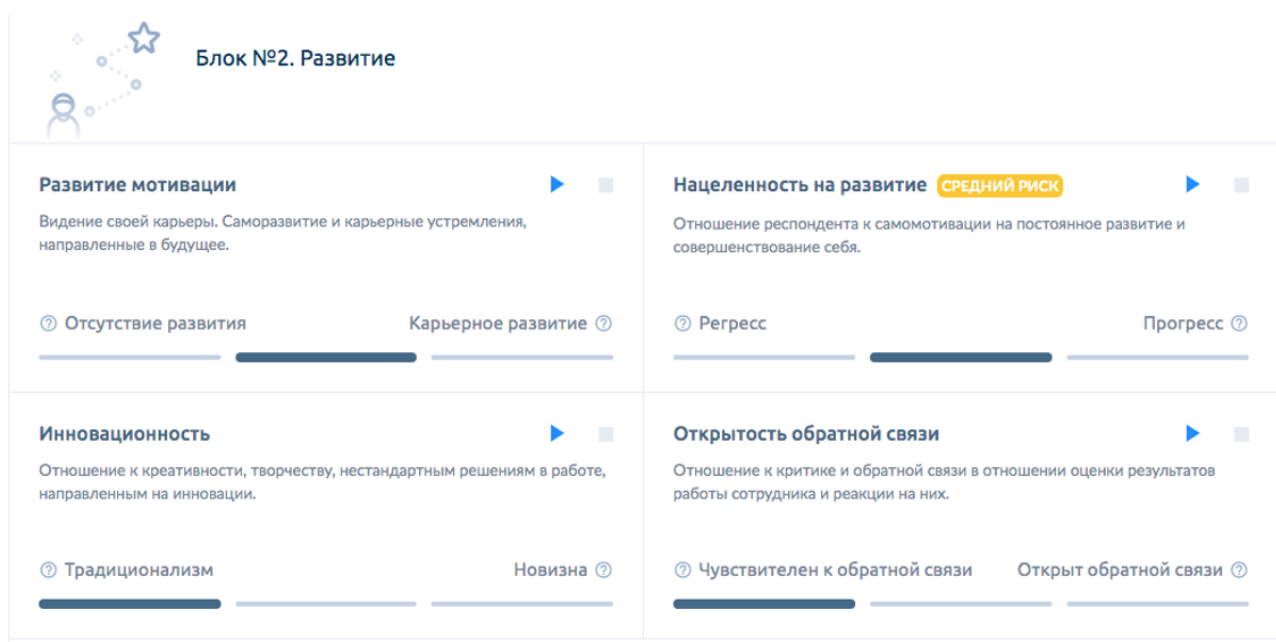 Блок №2. Развитие
Развитие мотивации
Видение своей карьеры. Саморазвитие и карьерные устремления,
направленные в будущее.
? Отсутствие развития Карьерное развитие ?
Нацеленность на развитие СРЕДНИЙ РИСК
Отношение респондента к самомотивации на постоянное развитие и
совершенствование себя.
? Регресс Прогресс ?
Инновационность
Отношение к креативности, творчеству, нестандартным решениям в работе,
направленным на инновации.
? Традиционализм Новизна ?
Открытость обратной связи
Отношение к критике и обратной связи в отношении оценки результатов
работы сотрудника и реакции на них.
? Чувствителен к обратной связи Открыт обратной связи ?